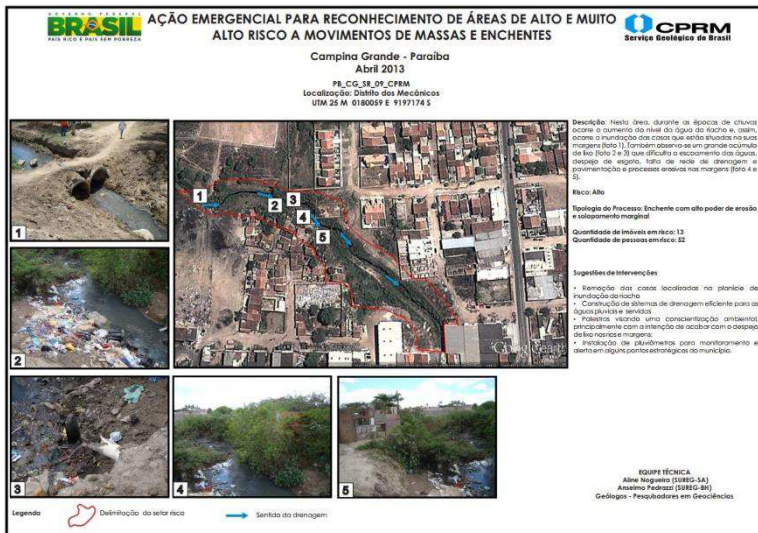 GOVERNO FEDERAL
BRASIL
PAÍS RICO É PAÍS SEM POBREZA
AÇÃO EMERGENCIAL PARA RECONHECIMENTO DE ÁREAS DE ALTO E MUITO
ALTO RISCO A MOVIMENTOS DE MASSAS E ENCHENTES
CPRM
Serviço Geológico do Brasil
Campina Grande - Paraíba
Abril 2013
PB_CG_SR_09_CPRM
Localização: Distrito dos Mecânicos
UTM 25 M 0180059 E 9197174 S
Descrição: Nesta área, durante as épocas de chuvas
ocorre o aumento do nível da água do riacho e, assim,
ocorre a inundação das casas que estão situadas na suas
margens (foto 1). Também observa-se um grande acúmulo
de lixo (foto 2 e 3) que dificulta o escoamento das águas,
despejo de esgoto, falta de rede de drenagem e
pavimentação e processos erosivos nas margens (foto 4 e
5).
Risco: Alto
Tipologia do Processo: Enchente com alto poder de erosão
e solapamento marginal
Quantidade de imóveis em risco: 13
Quantidade de pessoas em risco: 52
Sugestões de Intervenções
• Remoção das casas localizadas na planície de
inundação do riacho
• Construção de sistemas de drenagem eficiente para as
águas pluviais e servidas
• Palestras visando uma conscientização ambiental,
principalmente com a intenção de acabar com o despejo
de lixo nos rios e margens;
• Instalação de pluviômetros para monitoramento e
alerta em alguns pontos estratégicos do município.
1
2
3
4
5
1
2
3
4
5
Google Earth
EQUIPE TÉCNICA
Aline Nogueira (SUREG-SA)
Anselmo Pedrazzi (SUREG-BH)
Geólogos - Pesquisadores em Geociências
Legenda
Delimitação do setor risco
Sentido da drenagem